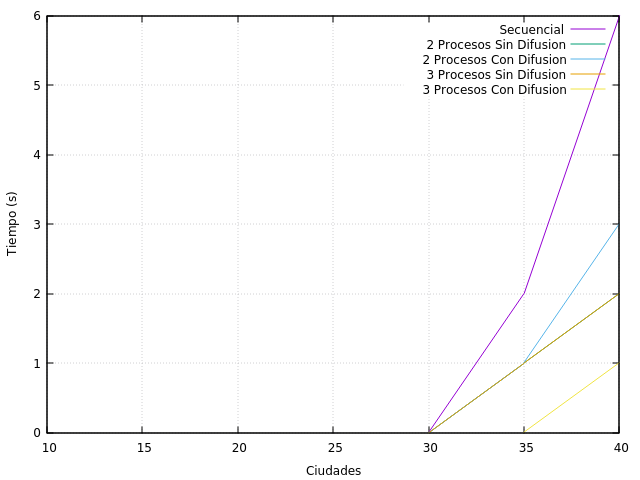 6
5
4
3
2
1
0
Tiempo (s)
Secuencial
2 Procesos Sin Difusion
2 Procesos Con Difusion
3 Procesos Sin Difusion
3 Procesos Con Difusion
10 15 20 25 30 35 40
Ciudades